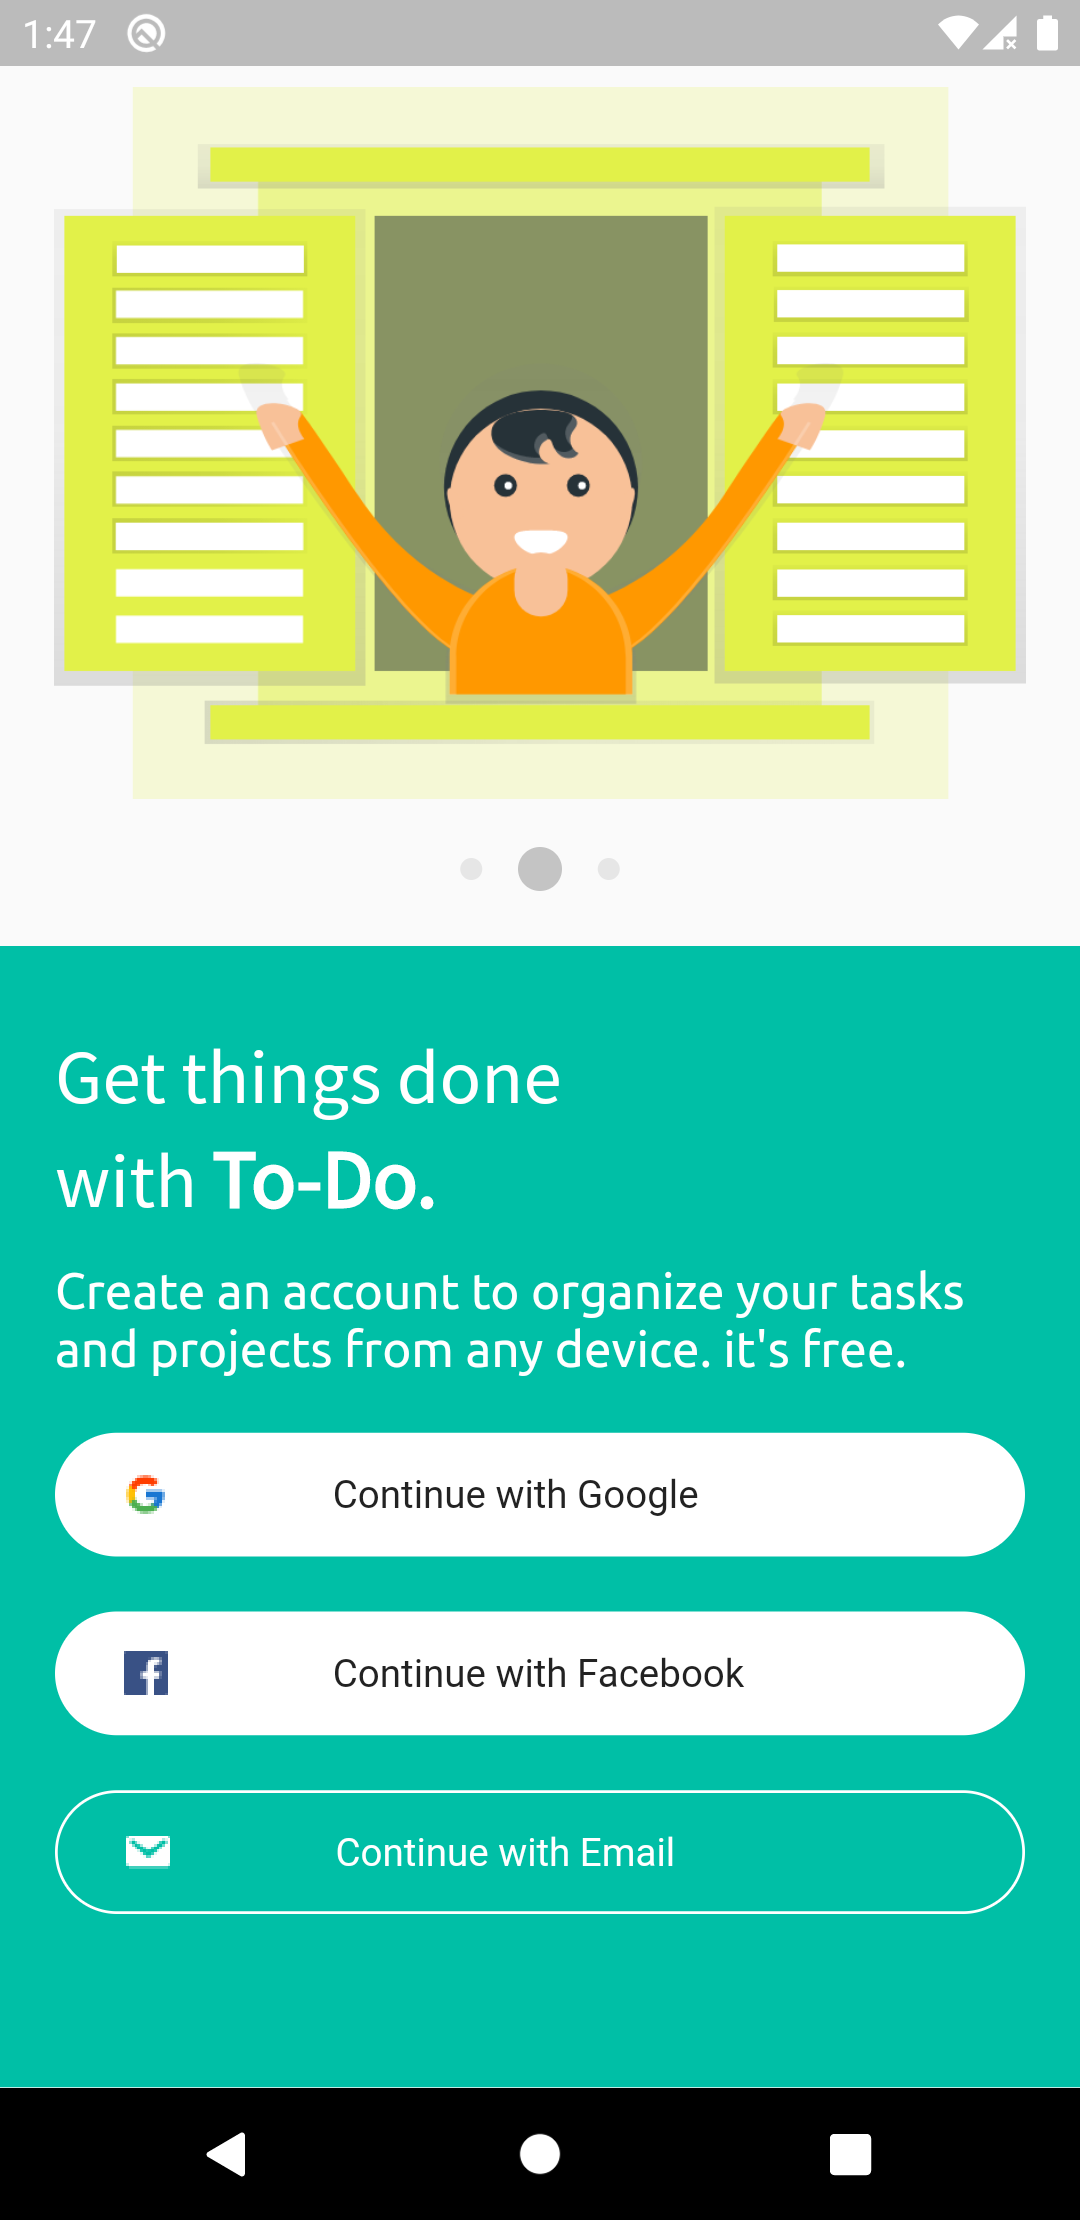 1:47
Get things done
with To-Do.
Create an account to organize your tasks
and projects from any device. it's free.
Continue with Google
Continue with Facebook
Continue with Email